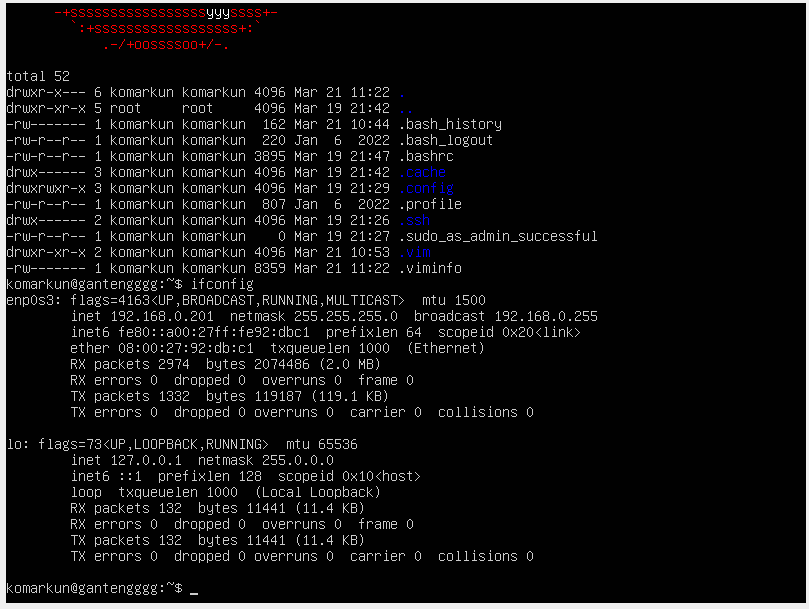 -+sssssssssssssssssyyyssss+-
`:+ssssssssssssssssss+:`
.-/+oossssoo+/-.
total 52
drwxr-x--- 6 komarkun komarkun 4096 Mar 21 11:22 .
drwxr-xr-x 5 root     root     4096 Mar 19 21:42 ..
-rw------- 1 komarkun komarkun  162 Mar 21 10:44 .bash_history
-rw-r--r-- 1 komarkun komarkun  220 Jan  6  2022 .bash_logout
-rw-r--r-- 1 komarkun komarkun 3895 Mar 19 21:47 .bashrc
drwx------ 3 komarkun komarkun 4096 Mar 19 21:42 .cache
drwxrwxr-x 3 komarkun komarkun 4096 Mar 19 21:29 .config
-rw-r--r-- 1 komarkun komarkun  807 Jan  6  2022 .profile
drwx------ 2 komarkun komarkun 4096 Mar 19 21:26 .ssh
-rw-r--r-- 1 komarkun komarkun    0 Mar 19 21:27 .sudo_as_admin_successful
drwxr-xr-x 2 komarkun komarkun 4096 Mar 21 10:53 .vim
-rw------- 1 komarkun komarkun 8359 Mar 21 11:22 .viminfo
komarkun@gantengggg:~$ ifconfig
enp0s3: flags=4163<UP,BROADCAST,RUNNING,MULTICAST>  mtu 1500
        inet 192.168.0.201  netmask 255.255.255.0  broadcast 192.168.0.255
        inet6 fe80::a00:27ff:fe92:dbc1  prefixlen 64  scopeid 0x20<link>
        ether 08:00:27:92:db:c1  txqueuelen 1000  (Ethernet)
        RX packets 2974  bytes 2074486 (2.0 MB)
        RX errors 0  dropped 0  overruns 0  frame 0
        TX packets 1332  bytes 119187 (119.1 KB)
        TX errors 0  dropped 0 overruns 0  carrier 0  collisions 0
lo: flags=73<UP,LOOPBACK,RUNNING>  mtu 65536
        inet 127.0.0.1  netmask 255.0.0.0
        inet6 ::1  prefixlen 128  scopeid 0x10<host>
        loop  txqueuelen 1000  (Local Loopback)
        RX packets 132  bytes 11441 (11.4 KB)
        RX errors 0  dropped 0  overruns 0  frame 0
        TX packets 132  bytes 11441 (11.4 KB)
        TX errors 0  dropped 0 overruns 0  carrier 0  collisions 0
komarkun@gantengggg:~$ _